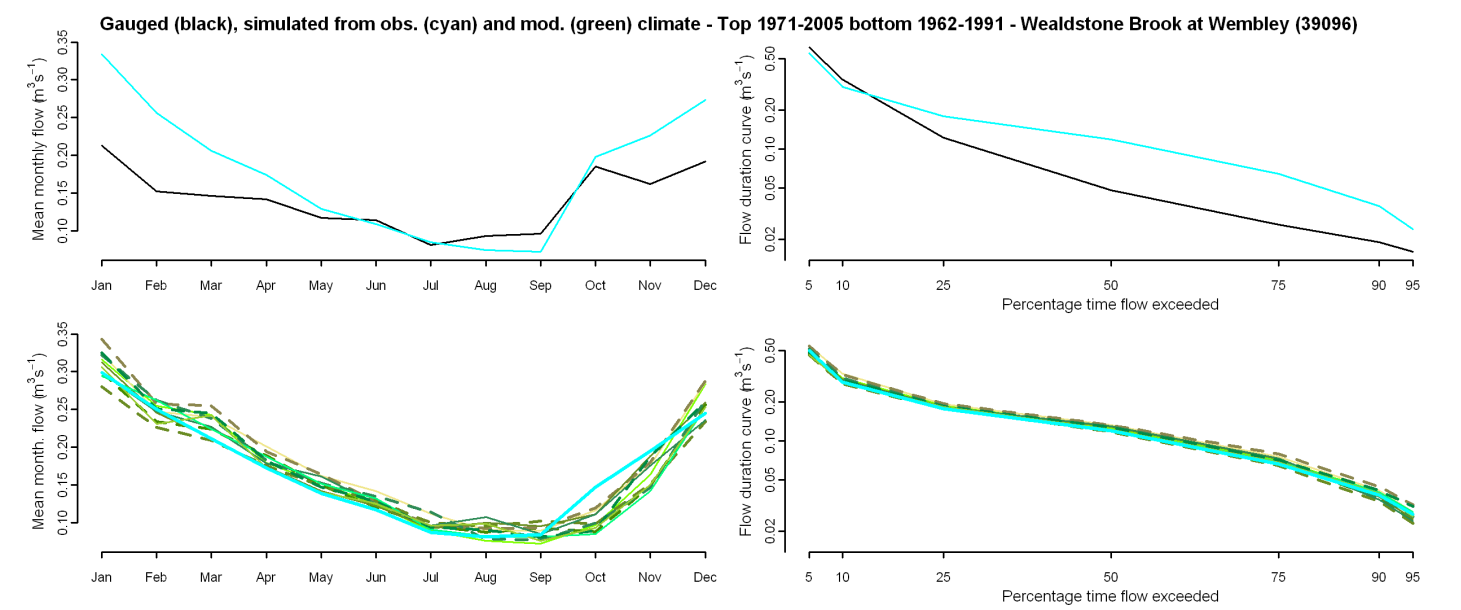 Gauged (black), simulated from obs. (cyan) and mod. (green) climate - Top 1971-2005 bottom 1962-1991 - Wealdstone Brook at Wembley (39096)
Mean monthly flow (m³s⁻¹)
0.10 0.15 0.20 0.25 0.30 0.35
Jan Feb Mar Apr May Jun Jul Aug Sep Oct Nov Dec
Flow duration curve (m³s⁻¹)
0.02 0.05 0.10 0.20 0.50
5 10 25 50 75 90 95
Percentage time flow exceeded
Mean month. flow (m³s⁻¹)
0.10 0.15 0.20 0.25 0.30 0.35
Jan Feb Mar Apr May Jun Jul Aug Sep Oct Nov Dec
Flow duration curve (m³s⁻¹)
0.02 0.05 0.10 0.20 0.50
5 10 25 50 75 90 95
Percentage time flow exceeded